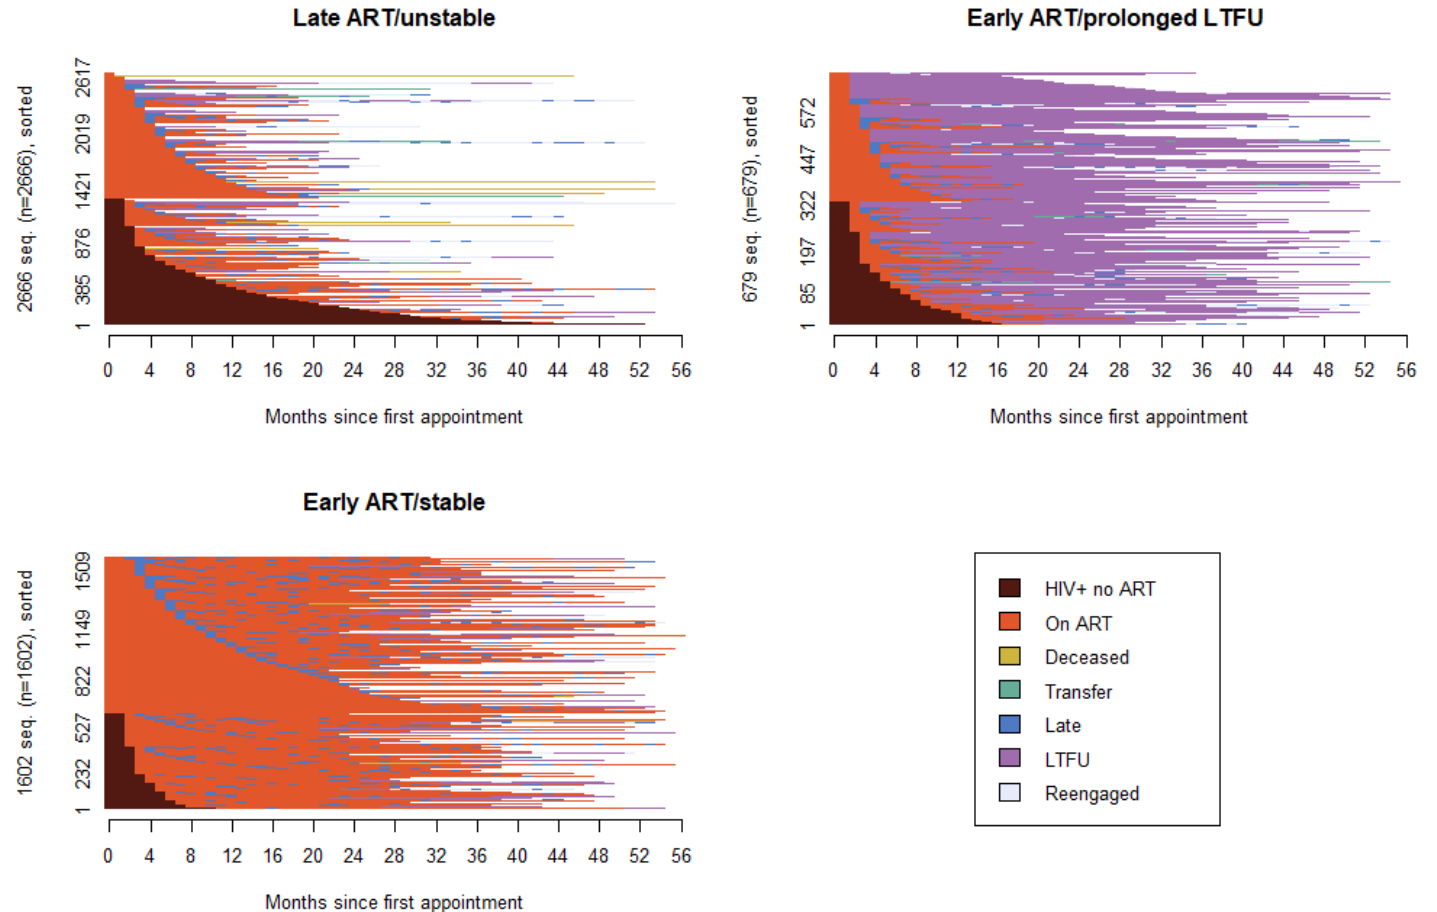 Late ART/unstable
2666 seq. (n=2666), sorted
1 385 876 1421 2019 2617
0 4 8 12 16 20 24 28 32 36 40 44 48 52 56
Months since first appointment
Early ART/prolonged LTFU
679 seq. (n=679), sorted
1 85 197 322 447 572
0 4 8 12 16 20 24 28 32 36 40 44 48 52 56
Months since first appointment
Early ART/stable
1602 seq. (n=1602), sorted
1 232 527 822 1149 1509
0 4 8 12 16 20 24 28 32 36 40 44 48 52 56
Months since first appointment
HIV+ no ART
On ART
Deceased
Transfer
Late
LTFU
Reengaged